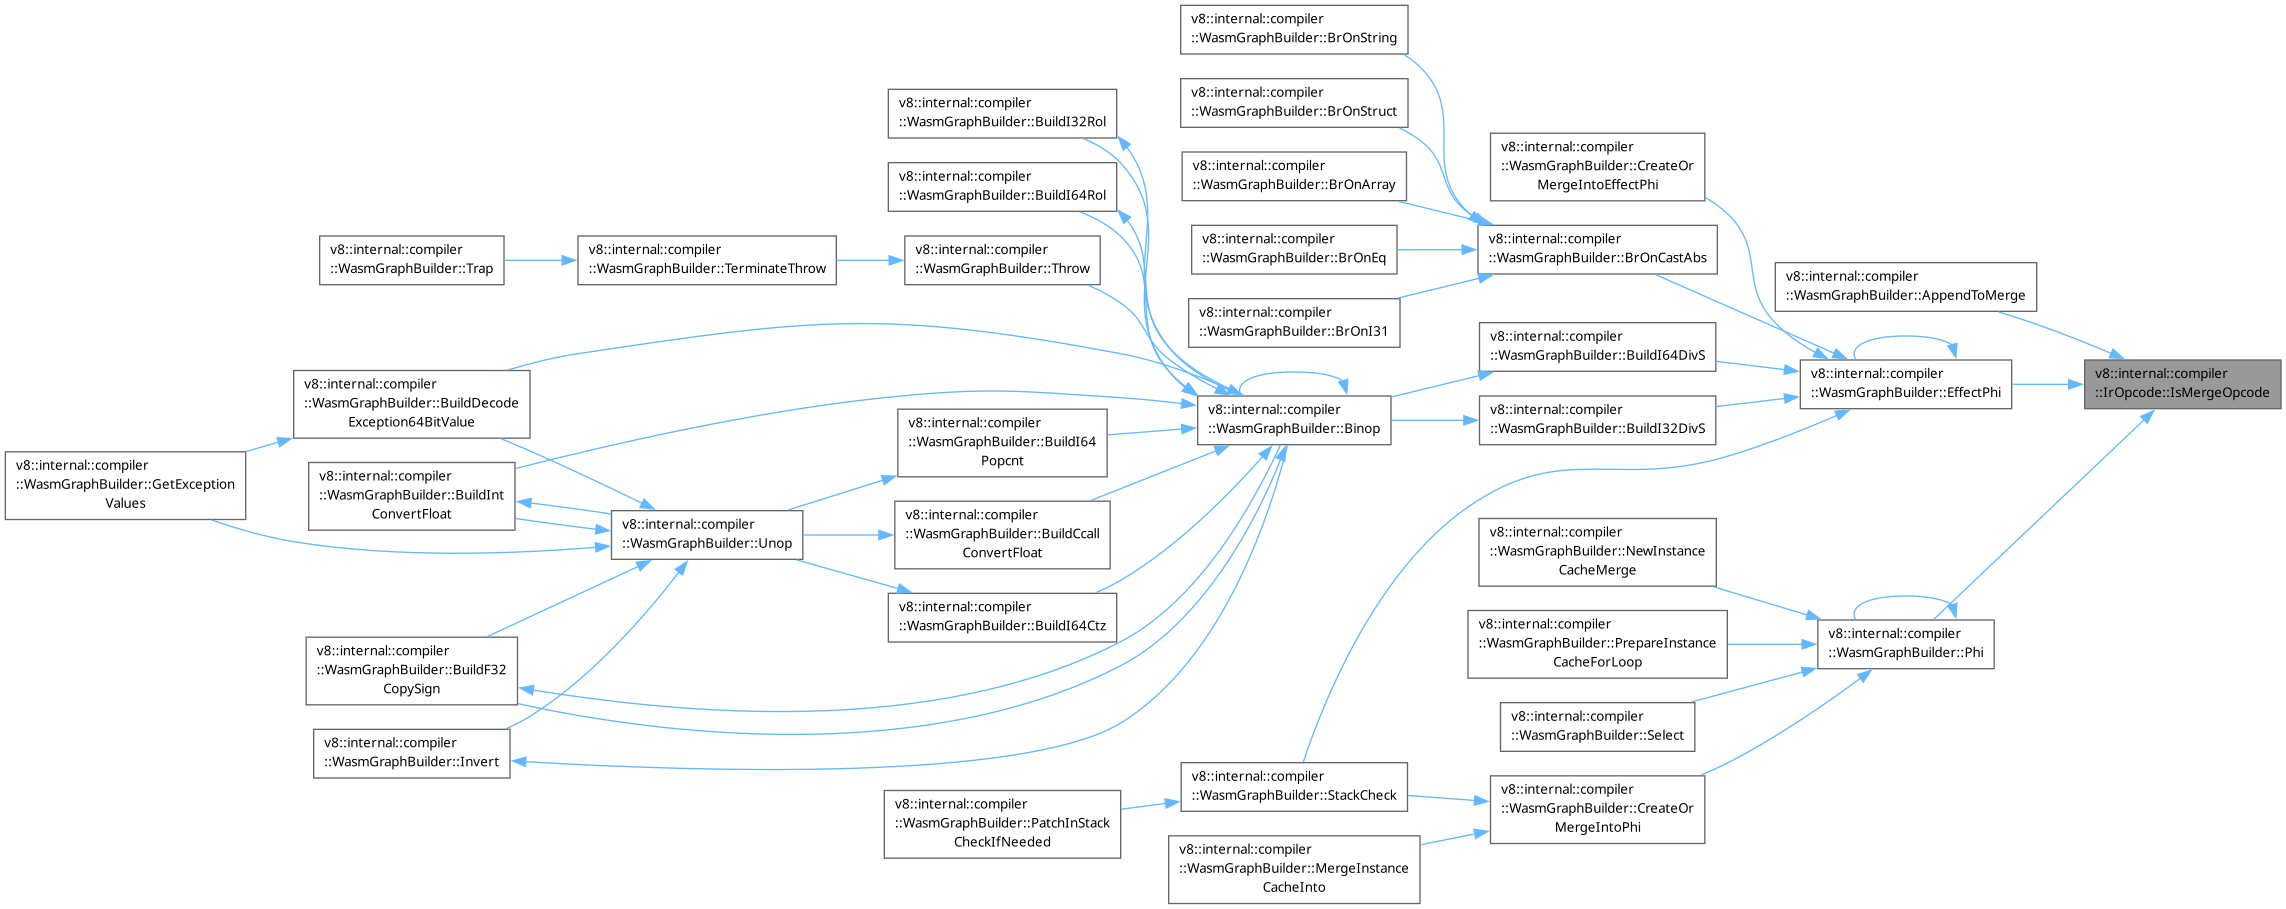 v8::internal::compiler
::WasmGraphBuilder::BrOnString
v8::internal::compiler
::WasmGraphBuilder::BrOnStruct
v8::internal::compiler
::WasmGraphBuilder::BuildI32Rol
v8::internal::compiler
::WasmGraphBuilder::CreateOr
MergeIntoEffectPhi
v8::internal::compiler
::WasmGraphBuilder::BrOnArray
v8::internal::compiler
::WasmGraphBuilder::BuildI64Rol
v8::internal::compiler
::WasmGraphBuilder::Trap
v8::internal::compiler
::WasmGraphBuilder::TerminateThrow
v8::internal::compiler
::WasmGraphBuilder::Throw
v8::internal::compiler
::WasmGraphBuilder::BrOnEq
v8::internal::compiler
::WasmGraphBuilder::BrOnCastAbs
v8::internal::compiler
::WasmGraphBuilder::AppendToMerge
v8::internal::compiler
::WasmGraphBuilder::BrOnI31
v8::internal::compiler
::WasmGraphBuilder::BuildI64DivS
v8::internal::compiler
::WasmGraphBuilder::EffectPhi
v8::internal::compiler
::IrOpcode::IsMergeOpcode
v8::internal::compiler
::WasmGraphBuilder::BuildDecode
Exception64BitValue
v8::internal::compiler
::WasmGraphBuilder::Binop
v8::internal::compiler
::WasmGraphBuilder::BuildI32DivS
v8::internal::compiler
::WasmGraphBuilder::BuildI64
Popcnt
v8::internal::compiler
::WasmGraphBuilder::GetException
Values
v8::internal::compiler
::WasmGraphBuilder::BuildInt
ConvertFloat
v8::internal::compiler
::WasmGraphBuilder::Unop
v8::internal::compiler
::WasmGraphBuilder::BuildCcall
ConvertFloat
v8::internal::compiler
::WasmGraphBuilder::NewInstance
CacheMerge
v8::internal::compiler
::WasmGraphBuilder::BuildI64Ctz
v8::internal::compiler
::WasmGraphBuilder::PrepareInstance
CacheForLoop
v8::internal::compiler
::WasmGraphBuilder::Phi
v8::internal::compiler
::WasmGraphBuilder::BuildF32
CopySign
v8::internal::compiler
::WasmGraphBuilder::Select
v8::internal::compiler
::WasmGraphBuilder::Invert
v8::internal::compiler
::WasmGraphBuilder::StackCheck
v8::internal::compiler
::WasmGraphBuilder::CreateOr
MergeIntoPhi
v8::internal::compiler
::WasmGraphBuilder::PatchInStack
CheckIfNeeded
v8::internal::compiler
::WasmGraphBuilder::MergeInstance
CacheInto